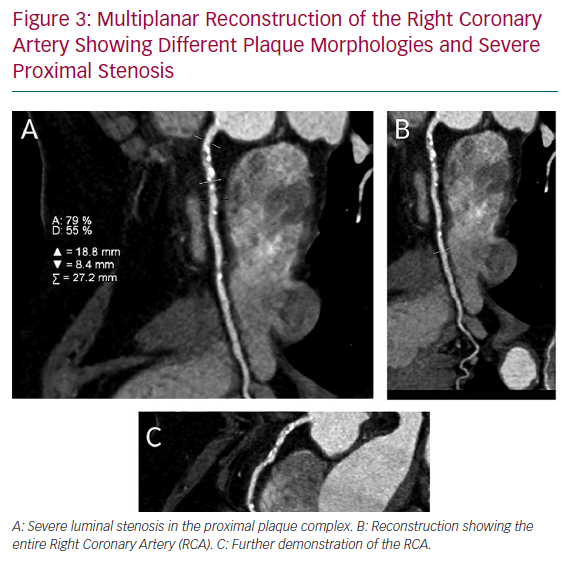 Figure 3: Multiplanar Reconstruction of the Right Coronary
Artery Showing Different Plaque Morphologies and Severe
Proximal Stenosis
A
A: 79 %
D: 55 %
▲ = 18.8 mm
▼ = 8.4 mm
Σ = 27.2 mm
B
C
A: Severe luminal stenosis in the proximal plaque complex. B: Reconstruction showing the
entire Right Coronary Artery (RCA). C: Further demonstration of the RCA.